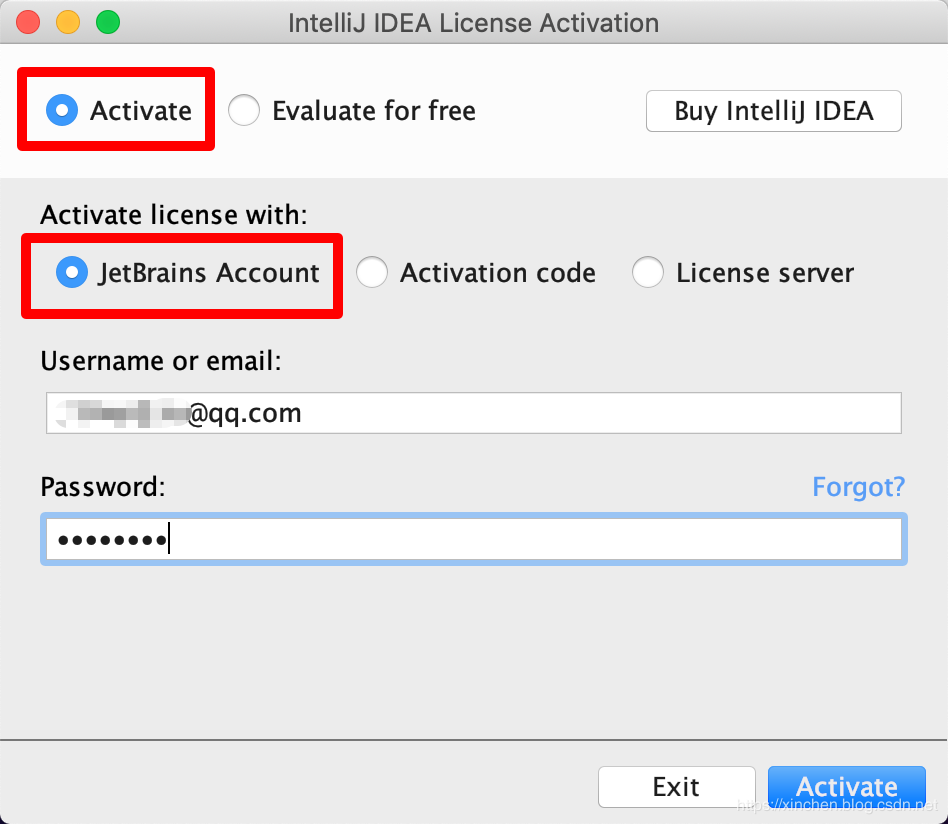 IntelliJ IDEA License Activation
Activate Evaluate for free Buy IntelliJ IDEA
Activate license with:
JetBrains Account Activation code License server
Username or email:
@qq.com
Password: Forgot?
••••••••
Exit Activate
https://xinchen.blog.csdn.net